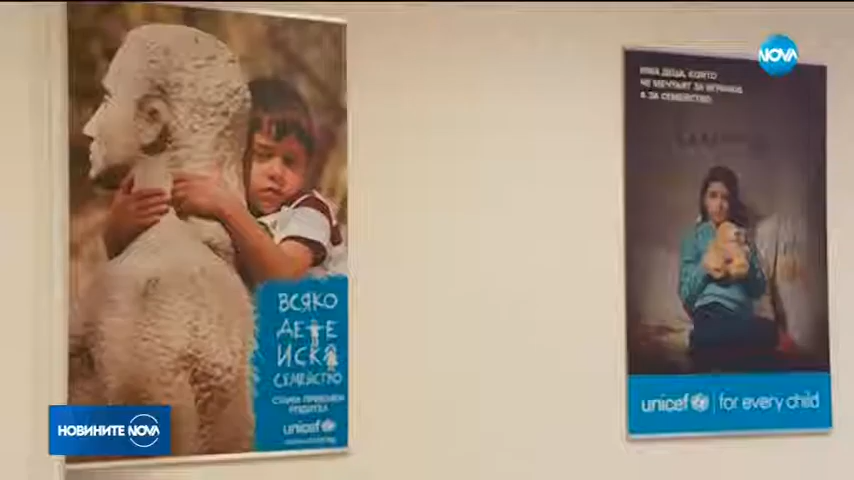 NOVA
ВСЯКО
ДЕТЕ
ИСКА
СЕМЕЙСТВО
СТАНИ ПРИЕМЕН
РОДИТЕЛ
unicef
ИМА ДЕЦА, КОИТО
НЕ МЕЧТАЯТ ЗА ИГРАЧКИ,
А ЗА СЕМЕЙСТВО
unicef for every child
НОВИНИТЕ NOVA